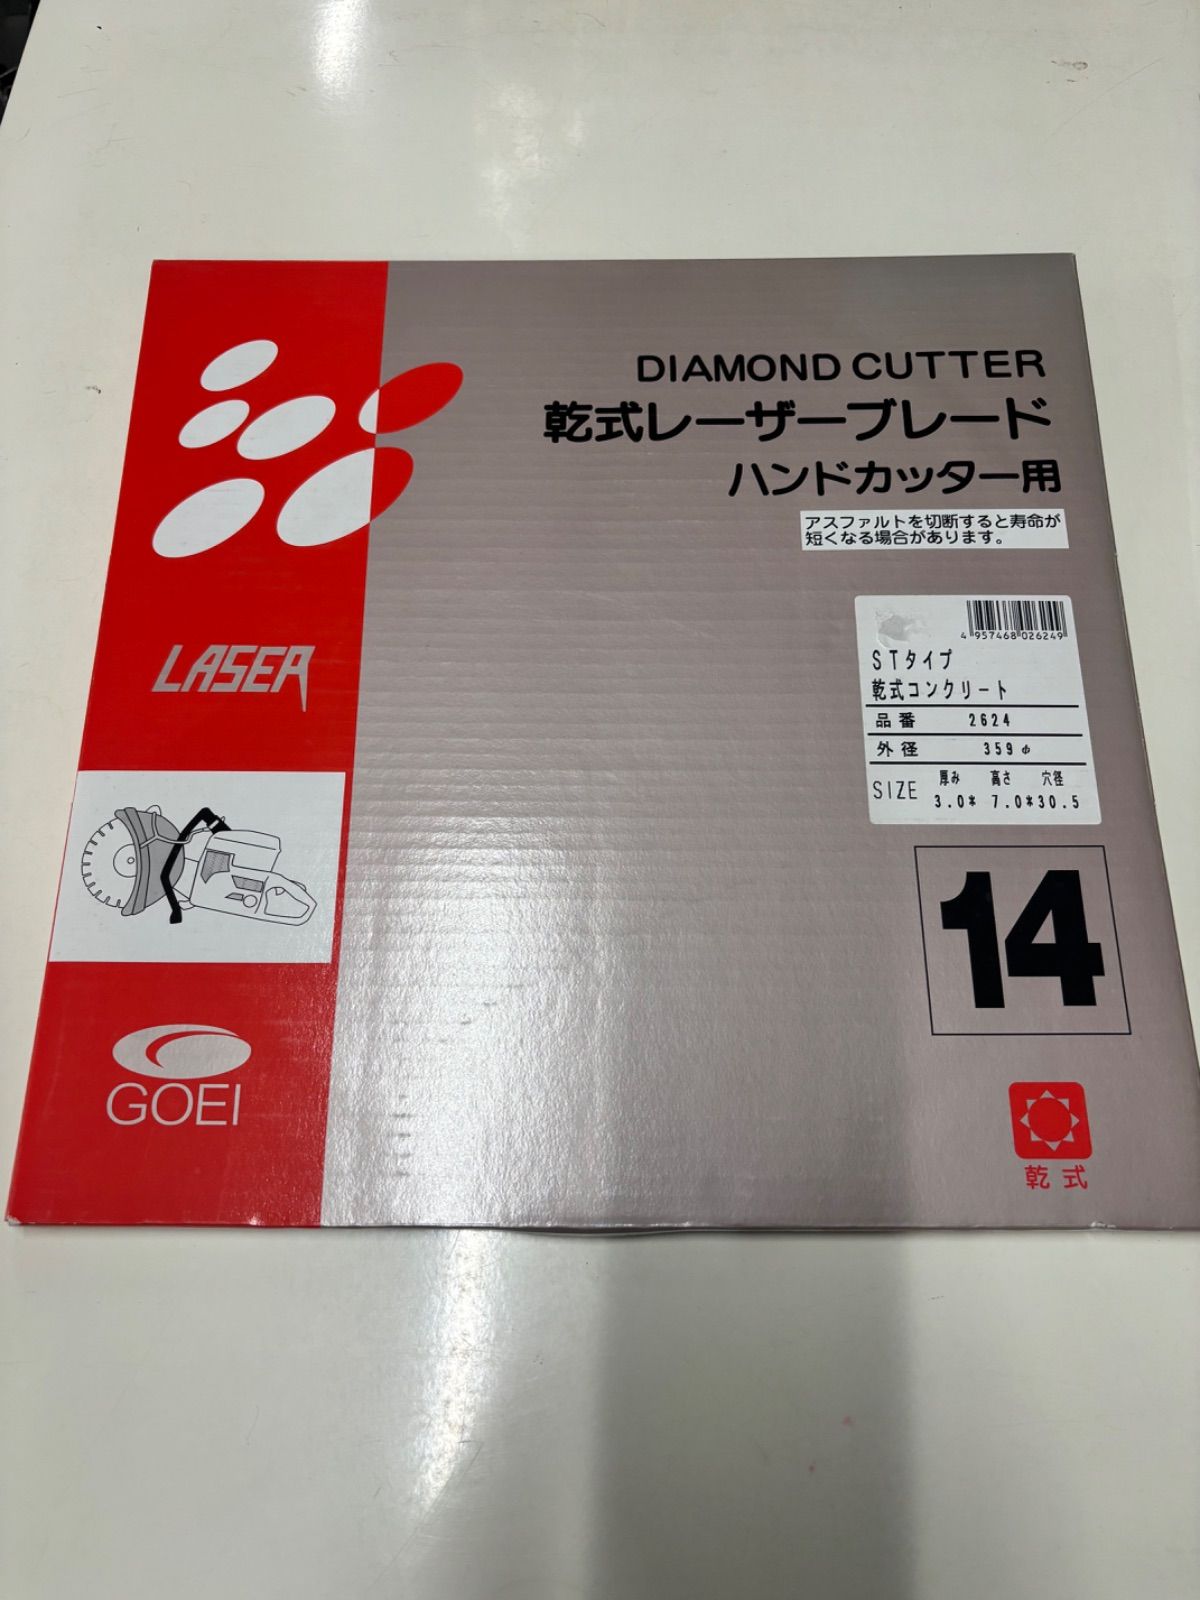 DIAMOND CUTTER
乾式レーザーブレード
ハンドカッター用
アスファルトを切断すると寿命が
短くなる場合があります。
LASER
4 957468 026249
STタイプ
乾式コンクリート
品番 2624
外径 359φ
厚み 高さ 穴径
SIZE 3.0* 7.0*30.5
14
GOEI
乾式